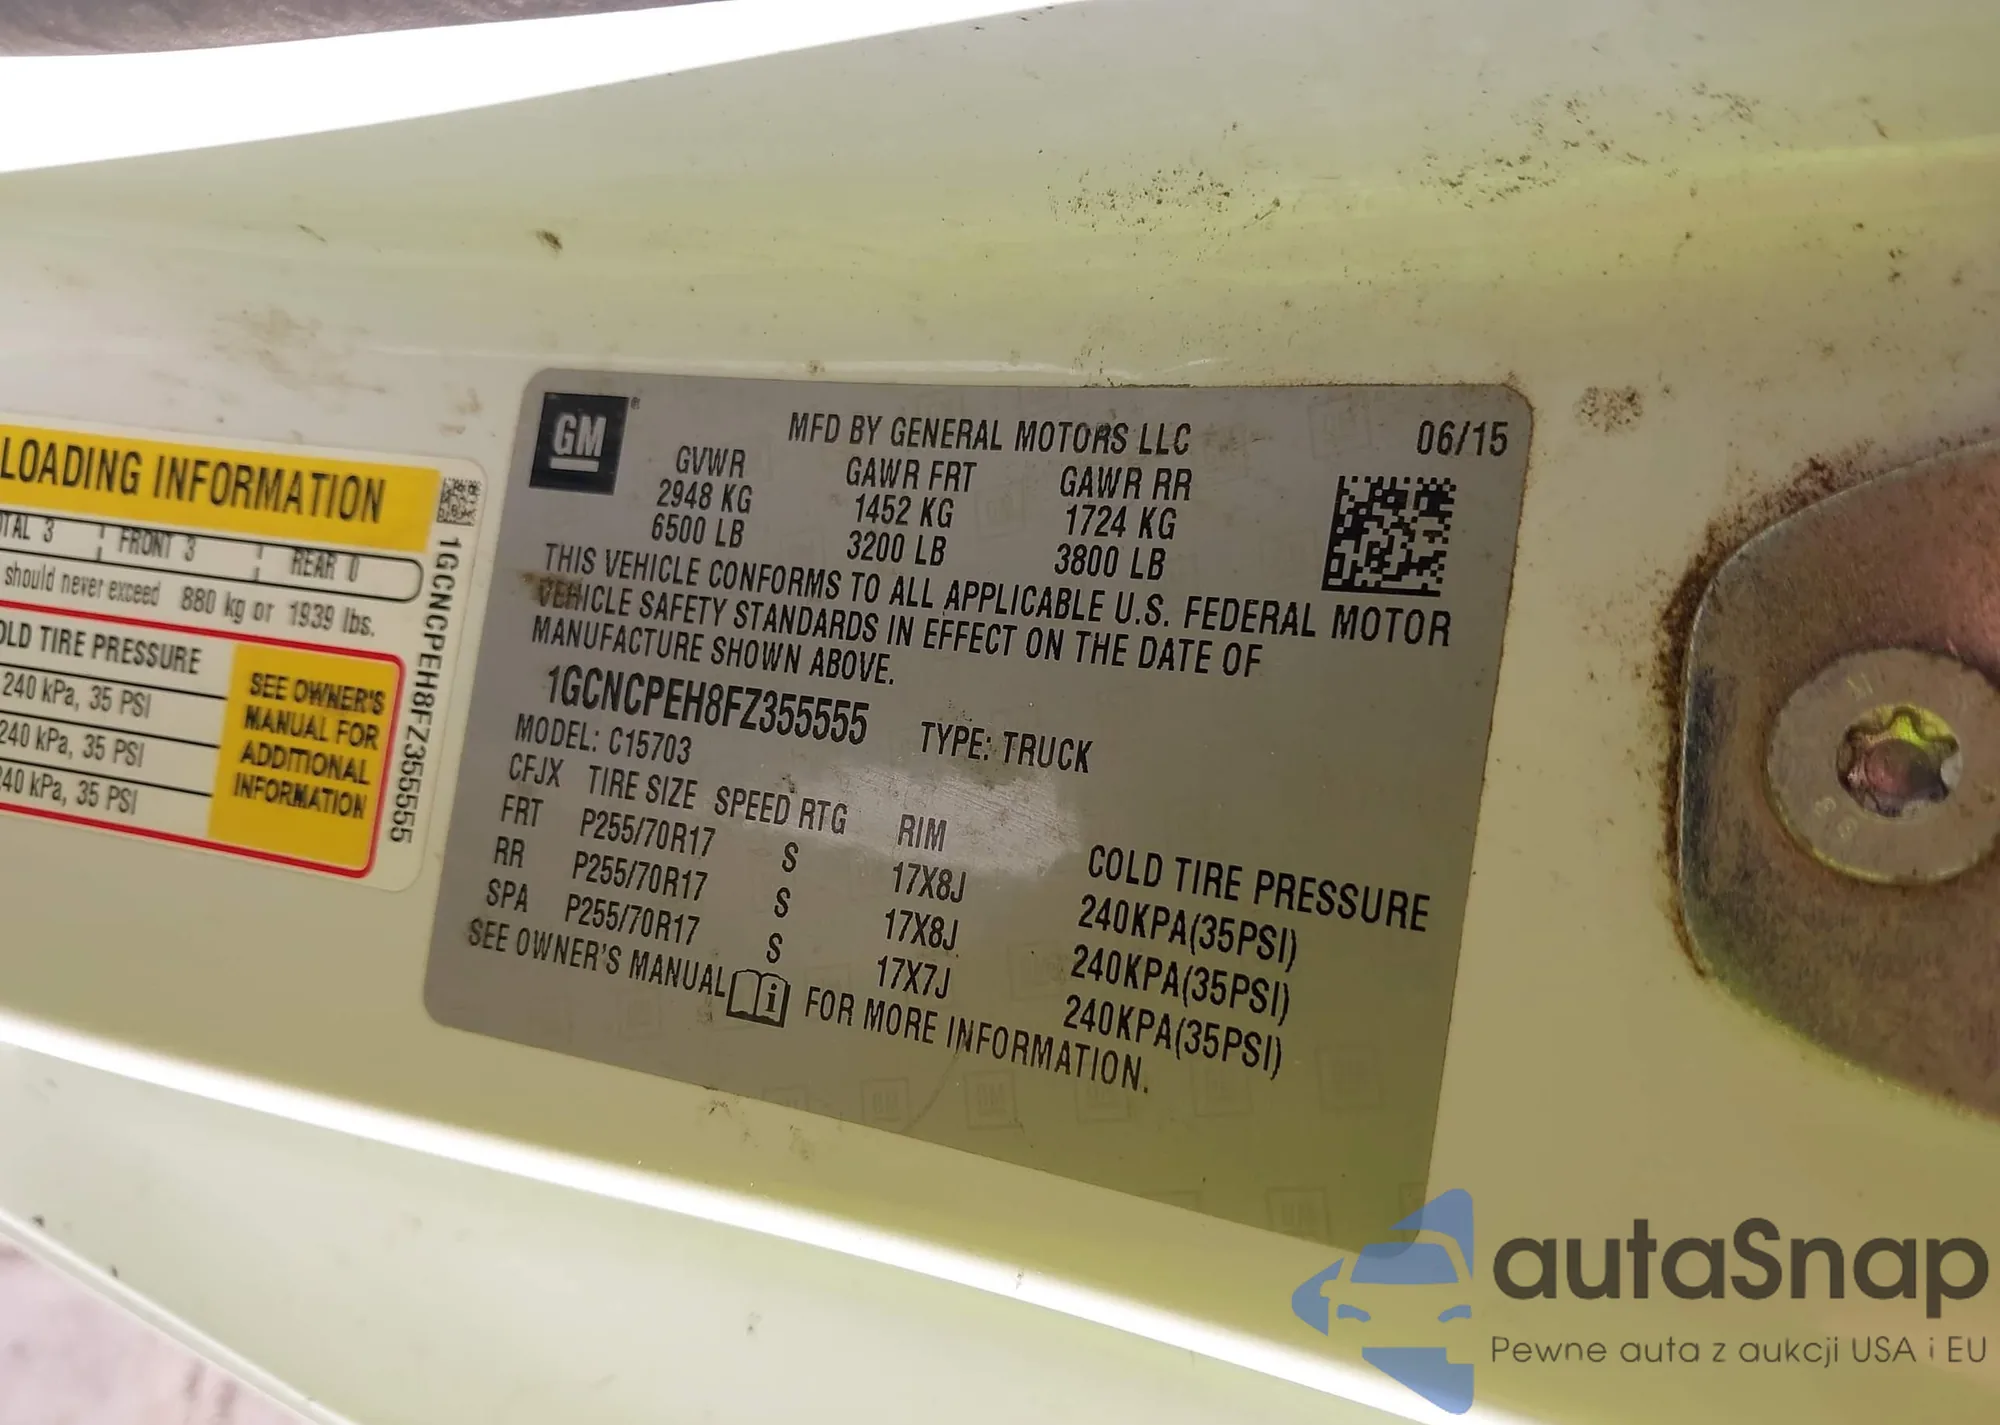 LOADING INFORMATION
TOTAL 3 FRONT 3 REAR 0
should never exceed 880 kg or 1939 lbs.
COLD TIRE PRESSURE
240 kPa, 35 PSI
240 kPa, 35 PSI
240 kPa, 35 PSI
SEE OWNER'S
MANUAL FOR
ADDITIONAL
INFORMATION
1GCNCPEH8FZ355555
GM®
MFD BY GENERAL MOTORS LLC 06/15
GVWR GAWR FRT GAWR RR
2948 KG 1452 KG 1724 KG
6500 LB 3200 LB 3800 LB
THIS VEHICLE CONFORMS TO ALL APPLICABLE U.S. FEDERAL MOTOR
VEHICLE SAFETY STANDARDS IN EFFECT ON THE DATE OF
MANUFACTURE SHOWN ABOVE.
1GCNCPEH8FZ355555 TYPE: TRUCK
MODEL: C15703
CFJX TIRE SIZE SPEED RTG RIM COLD TIRE PRESSURE
FRT P255/70R17 S 17X8J 240KPA(35PSI)
RR P255/70R17 S 17X8J 240KPA(35PSI)
SPA P255/70R17 S 17X7J 240KPA(35PSI)
SEE OWNER'S MANUAL FOR MORE INFORMATION.
autaSnap
Pewne auta z aukcji USA i EU